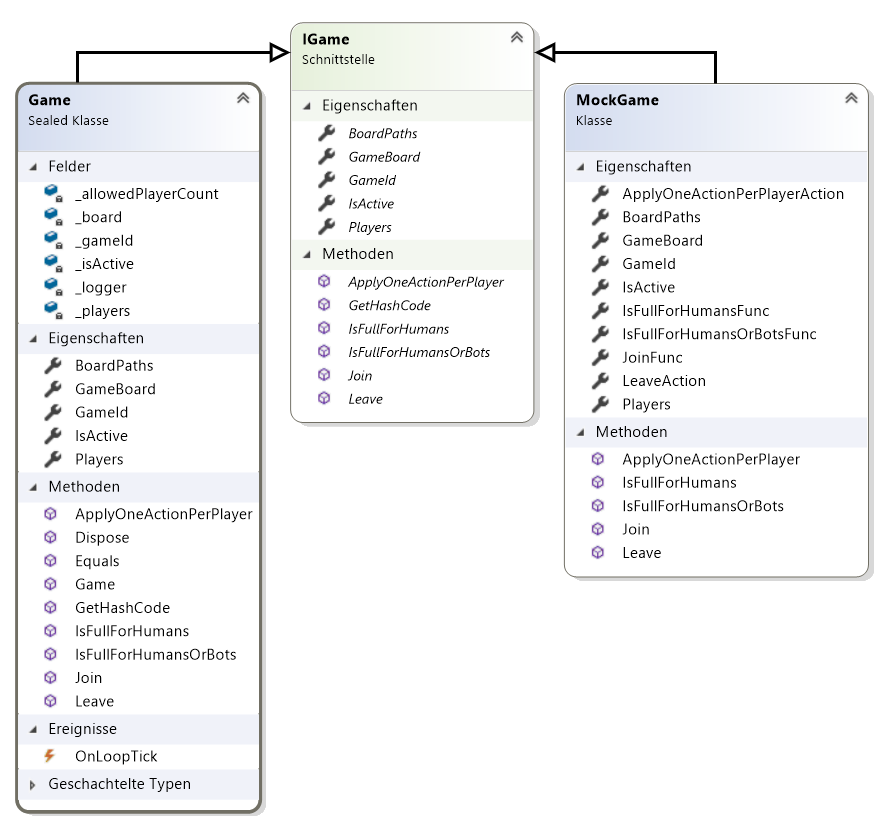 IGame
Schnittstelle
Eigenschaften
BoardPaths
GameBoard
GameId
IsActive
Players
Methoden
ApplyOneActionPerPlayer
GetHashCode
IsFullForHumans
IsFullForHumansOrBots
Join
Leave
Game
Sealed Klasse
Felder
_allowedPlayerCount
_board
_gameId
_isActive
_logger
_players
Eigenschaften
BoardPaths
GameBoard
GameId
IsActive
Players
Methoden
ApplyOneActionPerPlayer
Dispose
Equals
Game
GetHashCode
IsFullForHumans
IsFullForHumansOrBots
Join
Leave
Ereignisse
OnLoopTick
Geschachtelte Typen
MockGame
Klasse
Eigenschaften
ApplyOneActionPerPlayerAction
BoardPaths
GameBoard
GameId
IsActive
IsFullForHumansFunc
IsFullForHumansOrBotsFunc
JoinFunc
LeaveAction
Players
Methoden
ApplyOneActionPerPlayer
IsFullForHumans
IsFullForHumansOrBots
Join
Leave